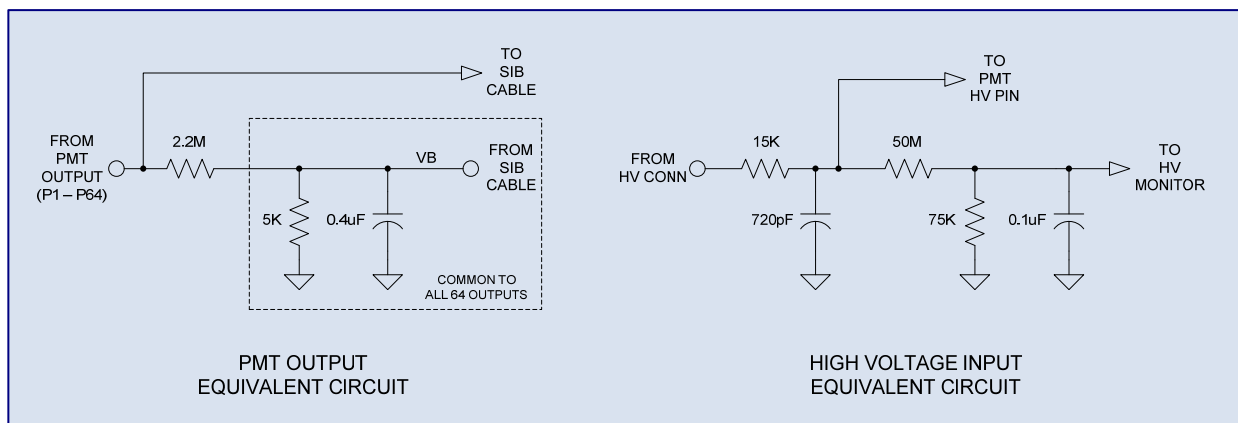 TO
SIB
CABLE
FROM
PMT
OUTPUT
(P1 – P64)
2.2M
VB
FROM
SIB
CABLE
5K
0.4uF
COMMON TO
ALL 64 OUTPUTS
PMT OUTPUT
EQUIVALENT CIRCUIT
TO
PMT
HV PIN
FROM
HV CONN
15K
50M
TO
HV
MONITOR
720pF
75K
0.1uF
HIGH VOLTAGE INPUT
EQUIVALENT CIRCUIT